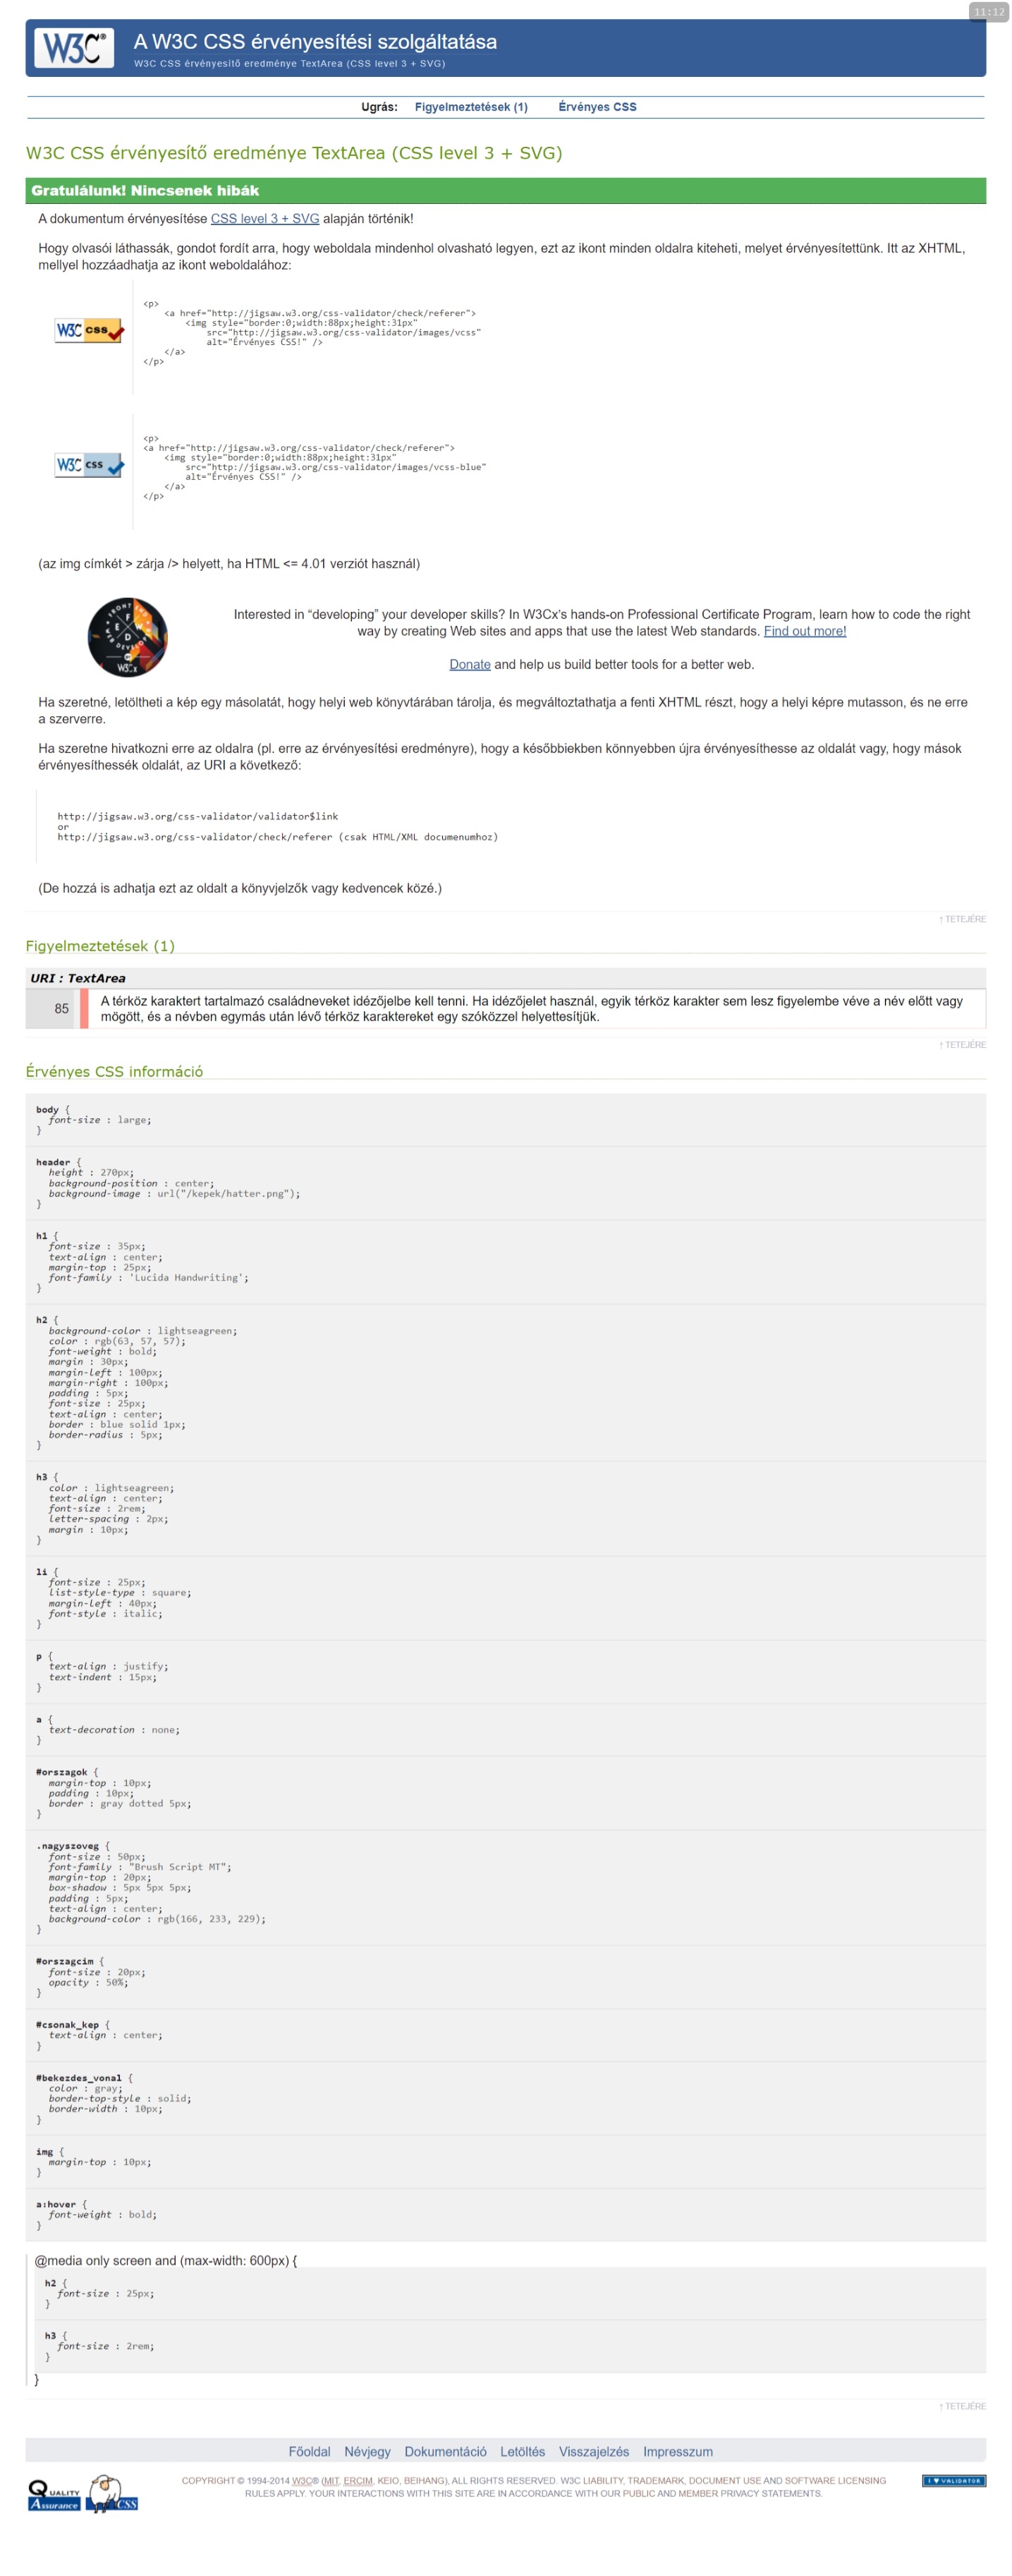 11:12
W3C®
A W3C CSS érvényesítési szolgáltatása
W3C CSS érvényesítő eredménye TextArea (CSS level 3 + SVG)
Ugrás: Figyelmeztetések (1) Érvényes CSS
W3C CSS érvényesítő eredménye TextArea (CSS level 3 + SVG)
Gratulálunk! Nincsenek hibák
A dokumentum érvényesítése CSS level 3 + SVG alapján történik!
Hogy olvasói láthassák, gondot fordít arra, hogy weboldala mindenhol olvasható legyen, ezt az ikont minden oldalra kiteheti, melyet érvényesítettünk. Itt az XHTML,
mellyel hozzáadhatja az ikont weboldalához:
W3C css
<p>
<a href="http://jigsaw.w3.org/css-validator/check/referer">
<img style="border:0;width:88px;height:31px"
src="http://jigsaw.w3.org/css-validator/images/vcss"
alt="Érvényes CSS!" />
</a>
</p>
W3C css
<p>
<a href="http://jigsaw.w3.org/css-validator/check/referer">
<img style="border:0;width:88px;height:31px"
src="http://jigsaw.w3.org/css-validator/images/vcss-blue"
alt="Érvényes CSS!" />
</a>
</p>
(az img címkét > zárja /> helyett, ha HTML <= 4.01 verziót használ)
Interested in “developing” your developer skills? In W3Cx's hands-on Professional Certificate Program, learn how to code the right
way by creating Web sites and apps that use the latest Web standards. Find out more!
Donate and help us build better tools for a better web.
Ha szeretné, letöltheti a kép egy másolatát, hogy helyi web könyvtárában tárolja, és megváltoztathatja a fenti XHTML részt, hogy a helyi képre mutasson, és ne erre
a szerverre.
Ha szeretne hivatkozni erre az oldalra (pl. erre az érvényesítési eredményre), hogy a későbbiekben könnyebben újra érvényesíthesse az oldalát vagy, hogy mások
érvényesíthessék oldalát, az URI a következő:
http://jigsaw.w3.org/css-validator/validator$link
or
http://jigsaw.w3.org/css-validator/check/referer (csak HTML/XML documenumhoz)
(De hozzá is adhatja ezt az oldalt a könyvjelzők vagy kedvencek közé.)
↑ TETEJÉRE
Figyelmeztetések (1)
URI : TextArea
85 A térköz karaktert tartalmazó családneveket idézőjelbe kell tenni. Ha idézőjelet használ, egyik térköz karakter sem lesz figyelembe véve a név előtt vagy
mögött, és a névben egymás után lévő térköz karaktereket egy szóközzel helyettesítjük.
↑ TETEJÉRE
Érvényes CSS információ
body {
font-size : large;
}
header {
height : 270px;
background-position : center;
background-image : url("/kepek/hatter.png");
}
h1 {
font-size : 35px;
text-align : center;
margin-top : 25px;
font-family : 'Lucida Handwriting';
}
h2 {
background-color : lightseagreen;
color : rgb(63, 57, 57);
font-weight : bold;
margin : 30px;
margin-left : 100px;
margin-right : 100px;
padding : 5px;
font-size : 25px;
text-align : center;
border : blue solid 1px;
border-radius : 5px;
}
h3 {
color : lightseagreen;
text-align : center;
font-size : 2rem;
letter-spacing : 2px;
margin : 10px;
}
li {
font-size : 25px;
list-style-type : square;
margin-left : 40px;
font-style : italic;
}
p {
text-align : justify;
text-indent : 15px;
}
a {
text-decoration : none;
}
#orszagok {
margin-top : 10px;
padding : 10px;
border : gray dotted 5px;
}
.nagyszoveg {
font-size : 50px;
font-family : "Brush Script MT";
margin-top : 20px;
box-shadow : 5px 5px 5px;
padding : 5px;
text-align : center;
background-color : rgb(166, 233, 229);
}
#orszagcim {
font-size : 20px;
opacity : 50%;
}
#csonak_kep {
text-align : center;
}
#bekezdes_vonal {
color : gray;
border-top-style : solid;
border-width : 10px;
}
img {
margin-top : 10px;
}
a:hover {
font-weight : bold;
}
@media only screen and (max-width: 600px) {
h2 {
font-size : 25px;
}
h3 {
font-size : 2rem;
}
}
↑ TETEJÉRE
Főoldal Névjegy Dokumentáció Letöltés Visszajelzés Impresszum
QUALITY Assurance CSS
COPYRIGHT © 1994-2014 W3C® (MIT, ERCIM, KEIO, BEIHANG), ALL RIGHTS RESERVED. W3C LIABILITY, TRADEMARK, DOCUMENT USE AND SOFTWARE LICENSING
RULES APPLY. YOUR INTERACTIONS WITH THIS SITE ARE IN ACCORDANCE WITH OUR PUBLIC AND MEMBER PRIVACY STATEMENTS.
I ♥ VALIDATOR